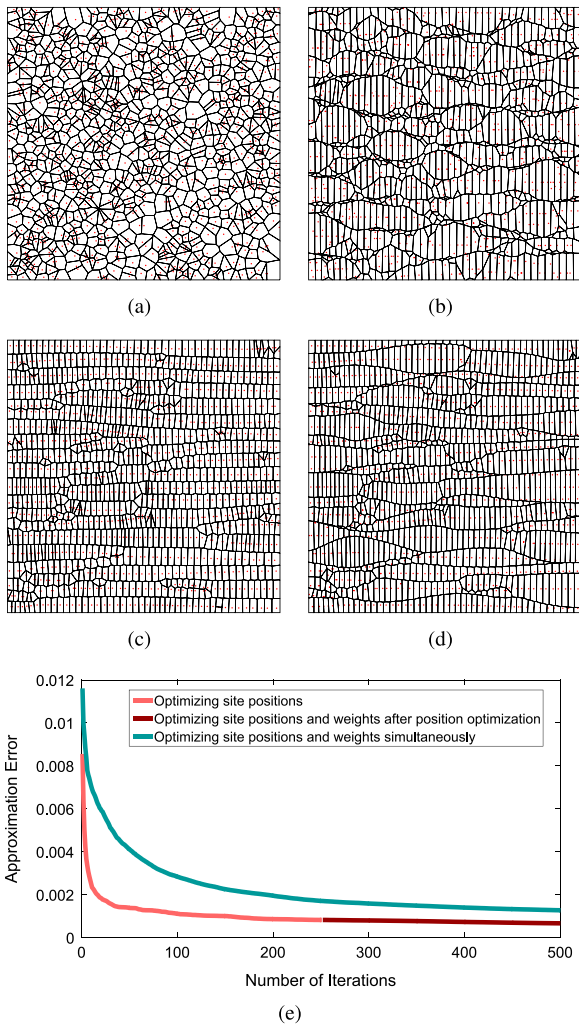 (a)
(b)
(c)
(d)
0.012
0.01
0.008
0.006
0.004
0.002
0
Approximation Error
Optimizing site positions
Optimizing site positions and weights after position optimization
Optimizing site positions and weights simultaneously
0 100 200 300 400 500
Number of Iterations
(e)